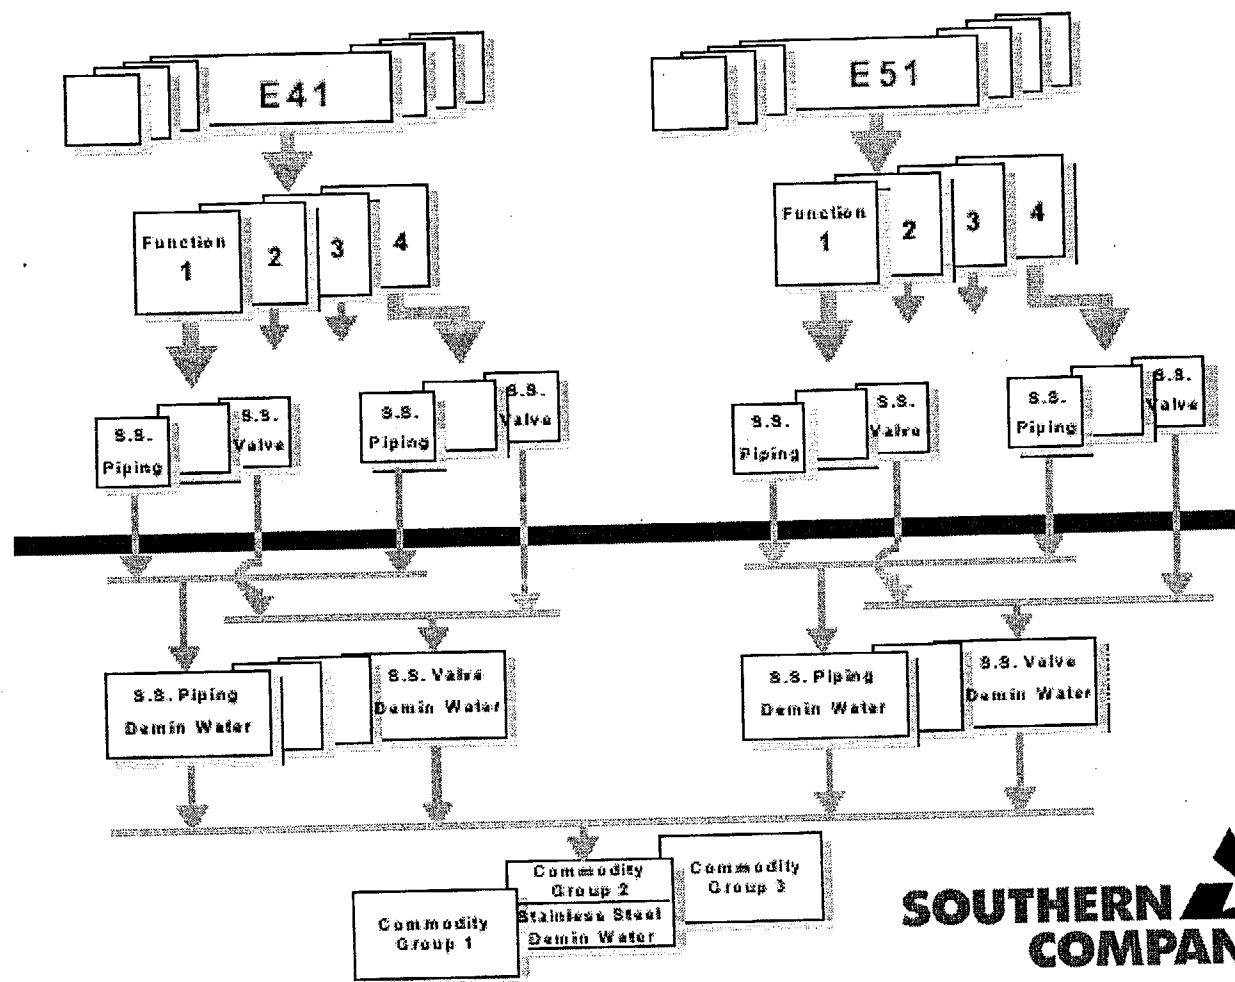 E41
E51
Function
1
2
3
4
Function
1
2
3
4
S.S.
Piping
S.S.
Valve
S.S.
Piping
S.S.
Valve
S.S.
Piping
S.S.
Valve
S.S.
Piping
S.S.
Valve
S.S. Piping
Demin Water
S.S. Valve
Demin Water
S.S. Piping
Demin Water
S.S. Valve
Demin Water
Commodity
Group 1
Commodity
Group 2
Stainless Steel
Demin Water
Commodity
Group 3
SOUTHERN
COMPAN